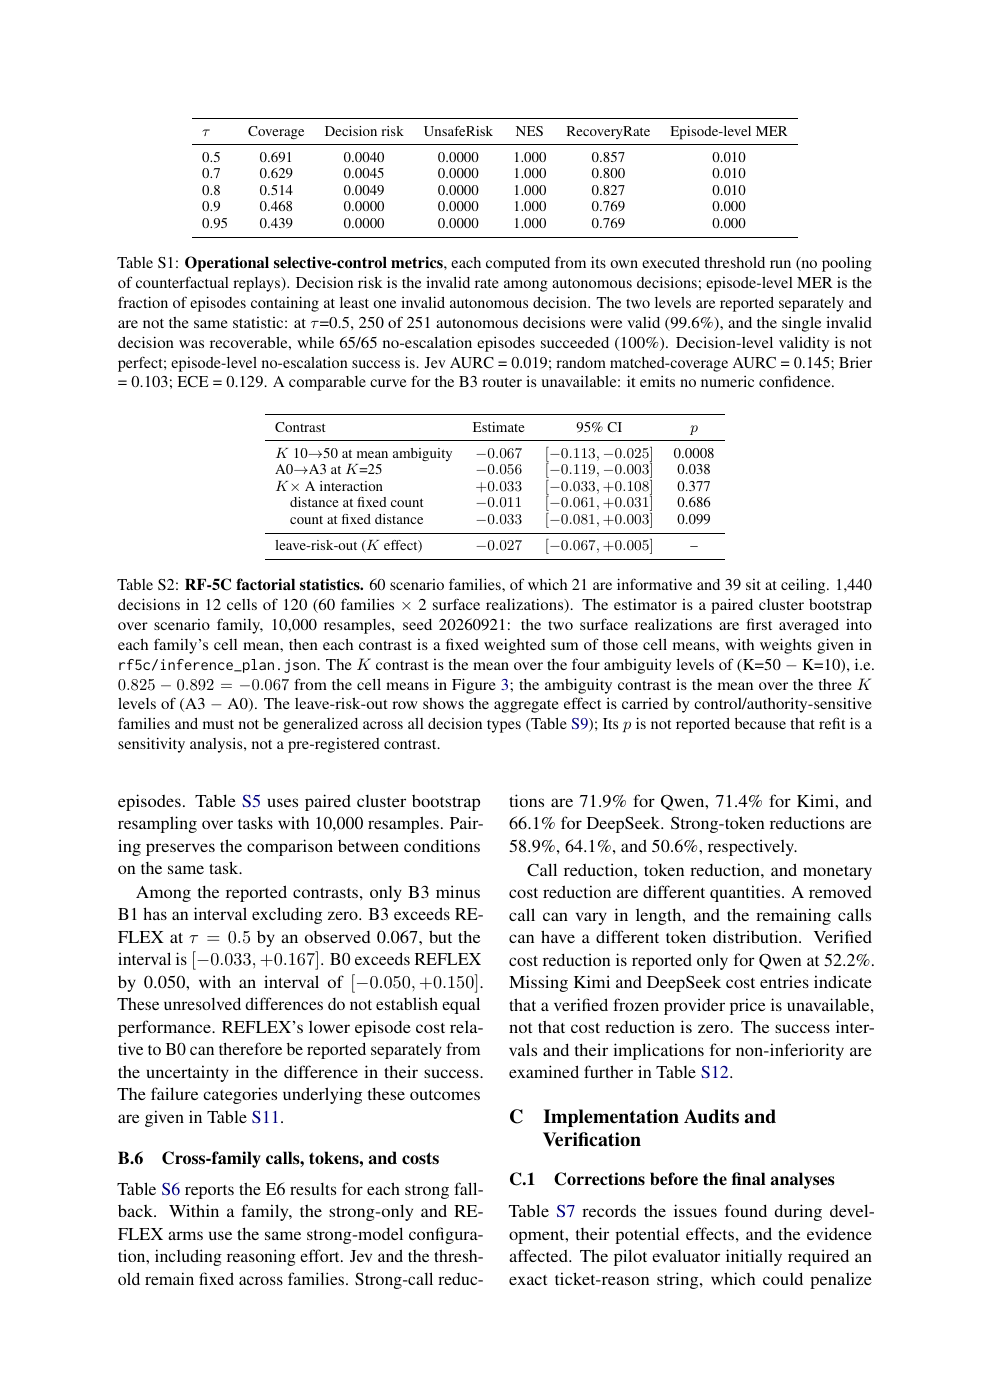 τ Coverage Decision risk UnsafeRisk NES RecoveryRate Episode-level MER
0.5 0.691 0.0040 0.0000 1.000 0.857 0.010
0.7 0.629 0.0045 0.0000 1.000 0.800 0.010
0.8 0.514 0.0049 0.0000 1.000 0.827 0.010
0.9 0.468 0.0000 0.0000 1.000 0.769 0.000
0.95 0.439 0.0000 0.0000 1.000 0.769 0.000
Table S1: Operational selective-control metrics, each computed from its own executed threshold run (no pooling
of counterfactual replays). Decision risk is the invalid rate among autonomous decisions; episode-level MER is the
fraction of episodes containing at least one invalid autonomous decision. The two levels are reported separately and
are not the same statistic: at τ=0.5, 250 of 251 autonomous decisions were valid (99.6%), and the single invalid
decision was recoverable, while 65/65 no-escalation episodes succeeded (100%). Decision-level validity is not
perfect; episode-level no-escalation success is. Jev AURC = 0.019; random matched-coverage AURC = 0.145; Brier
= 0.103; ECE = 0.129. A comparable curve for the B3 router is unavailable: it emits no numeric confidence.
Contrast Estimate 95% CI p
K 10→50 at mean ambiguity −0.067 [−0.113, −0.025] 0.0008
A0→A3 at K=25 −0.056 [−0.119, −0.003] 0.038
K× A interaction +0.033 [−0.033, +0.108] 0.377
distance at fixed count −0.011 [−0.061, +0.031] 0.686
count at fixed distance −0.033 [−0.081, +0.003] 0.099
leave-risk-out (K effect) −0.027 [−0.067, +0.005] –
Table S2: RF-5C factorial statistics. 60 scenario families, of which 21 are informative and 39 sit at ceiling. 1,440
decisions in 12 cells of 120 (60 families × 2 surface realizations). The estimator is a paired cluster bootstrap
over scenario family, 10,000 resamples, seed 20260921: the two surface realizations are first averaged into
each family's cell mean, then each contrast is a fixed weighted sum of those cell means, with weights given in
rf5c/inference_plan.json. The K contrast is the mean over the four ambiguity levels of (K=50 − K=10), i.e.
0.825 − 0.892 = −0.067 from the cell means in Figure 3; the ambiguity contrast is the mean over the three K
levels of (A3 − A0). The leave-risk-out row shows the aggregate effect is carried by control/authority-sensitive
families and must not be generalized across all decision types (Table S9); Its p is not reported because that refit is a
sensitivity analysis, not a pre-registered contrast.
episodes. Table S5 uses paired cluster bootstrap
resampling over tasks with 10,000 resamples. Pair-
ing preserves the comparison between conditions
on the same task.
Among the reported contrasts, only B3 minus
B1 has an interval excluding zero. B3 exceeds RE-
FLEX at τ = 0.5 by an observed 0.067, but the
interval is [−0.033, +0.167]. B0 exceeds REFLEX
by 0.050, with an interval of [−0.050, +0.150].
These unresolved differences do not establish equal
performance. REFLEX's lower episode cost rela-
tive to B0 can therefore be reported separately from
the uncertainty in the difference in their success.
The failure categories underlying these outcomes
are given in Table S11.
B.6 Cross-family calls, tokens, and costs
Table S6 reports the E6 results for each strong fall-
back. Within a family, the strong-only and RE-
FLEX arms use the same strong-model configura-
tion, including reasoning effort. Jev and the thresh-
old remain fixed across families. Strong-call reduc-
tions are 71.9% for Qwen, 71.4% for Kimi, and
66.1% for DeepSeek. Strong-token reductions are
58.9%, 64.1%, and 50.6%, respectively.
Call reduction, token reduction, and monetary
cost reduction are different quantities. A removed
call can vary in length, and the remaining calls
can have a different token distribution. Verified
cost reduction is reported only for Qwen at 52.2%.
Missing Kimi and DeepSeek cost entries indicate
that a verified frozen provider price is unavailable,
not that cost reduction is zero. The success inter-
vals and their implications for non-inferiority are
examined further in Table S12.
C Implementation Audits and
Verification
C.1 Corrections before the final analyses
Table S7 records the issues found during devel-
opment, their potential effects, and the evidence
affected. The pilot evaluator initially required an
exact ticket-reason string, which could penalize